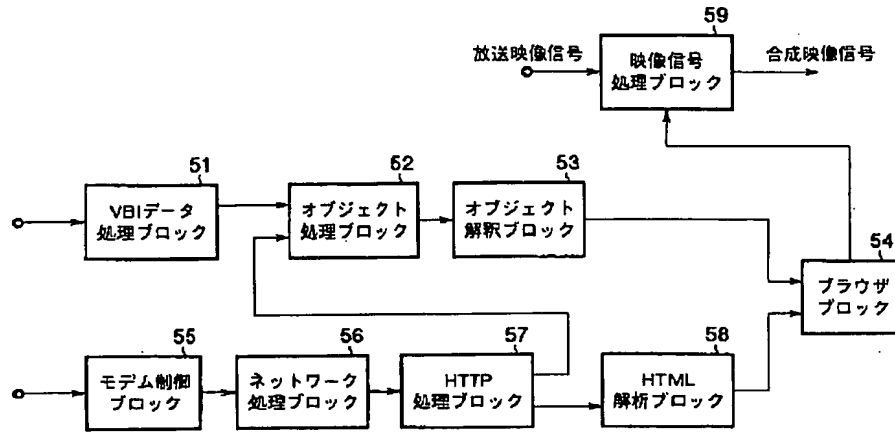 59
放送映像信号
映像信号
処理ブロック
合成映像信号
51
VBIデータ
処理ブロック
52
オブジェクト
処理ブロック
53
オブジェクト
解釈ブロック
54
ブラウザ
ブロック
55
モデム制御
ブロック
56
ネットワーク
処理ブロック
57
HTTP
処理ブロック
58
HTML
解析ブロック